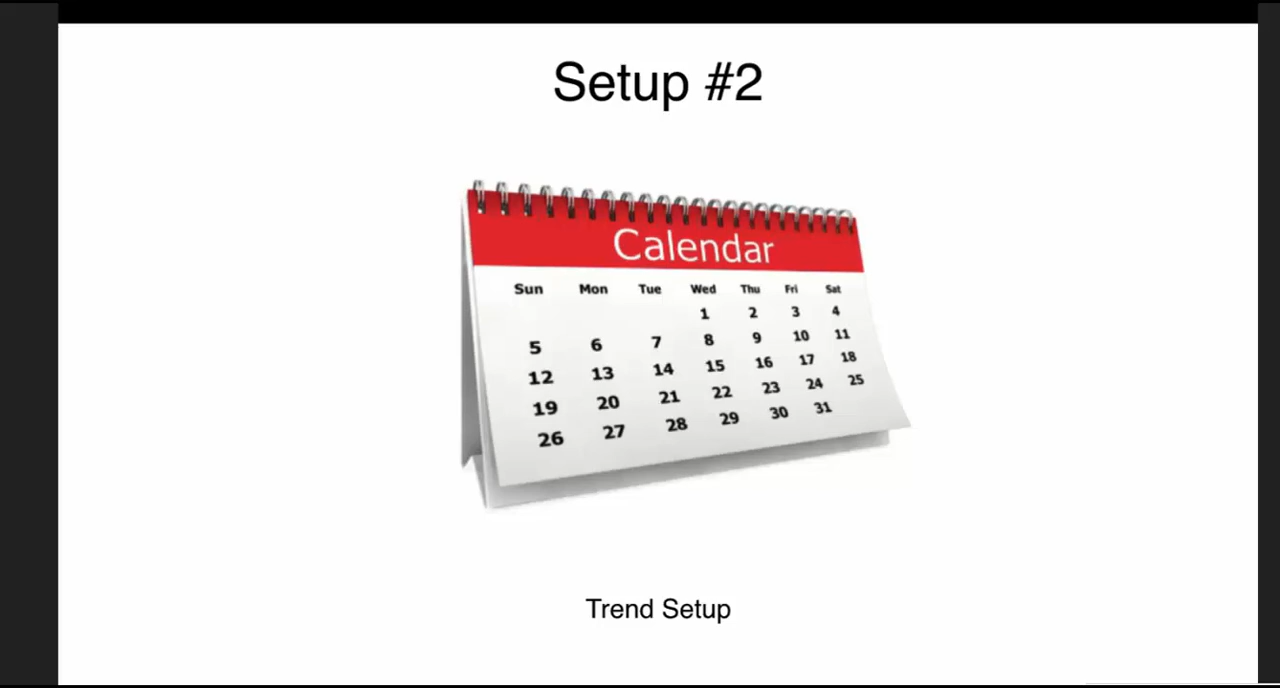 Setup #2
Calendar
Sun Mon Tue Wed Thu Fri Sat
1 2 3 4
5 6 7 8 9 10 11
12 13 14 15 16 17 18
19 20 21 22 23 24 25
26 27 28 29 30 31
Trend Setup